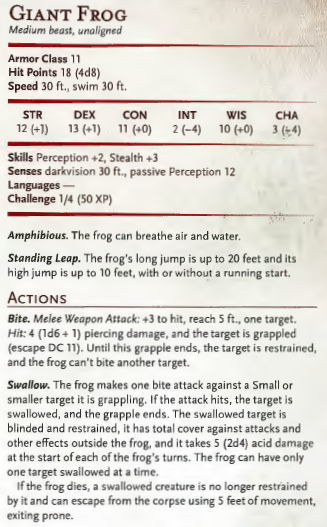 GIANT FROG
Medium beast, unaligned
Armor Class 11
Hit Points 18 (4d8)
Speed 30 ft., swim 30 ft.
STR DEX CON INT WIS CHA
12 (+1) 13 (+1) 11 (+0) 2 (−4) 10 (+0) 3 (−4)
Skills Perception +2, Stealth +3
Senses darkvision 30 ft., passive Perception 12
Languages —
Challenge 1/4 (50 XP)
Amphibious. The frog can breathe air and water.
Standing Leap. The frog's long jump is up to 20 feet and its
high jump is up to 10 feet, with or without a running start.
ACTIONS
Bite. Melee Weapon Attack: +3 to hit, reach 5 ft., one target.
Hit: 4 (1d6 + 1) piercing damage, and the target is grappled
(escape DC 11). Until this grapple ends, the target is restrained,
and the frog can't bite another target.
Swallow. The frog makes one bite attack against a Small or
smaller target it is grappling. If the attack hits, the target is
swallowed, and the grapple ends. The swallowed target is
blinded and restrained, it has total cover against attacks and
other effects outside the frog, and it takes 5 (2d4) acid damage
at the start of each of the frog's turns. The frog can have only
one target swallowed at a time.
If the frog dies, a swallowed creature is no longer restrained
by it and can escape from the corpse using 5 feet of movement,
exiting prone.